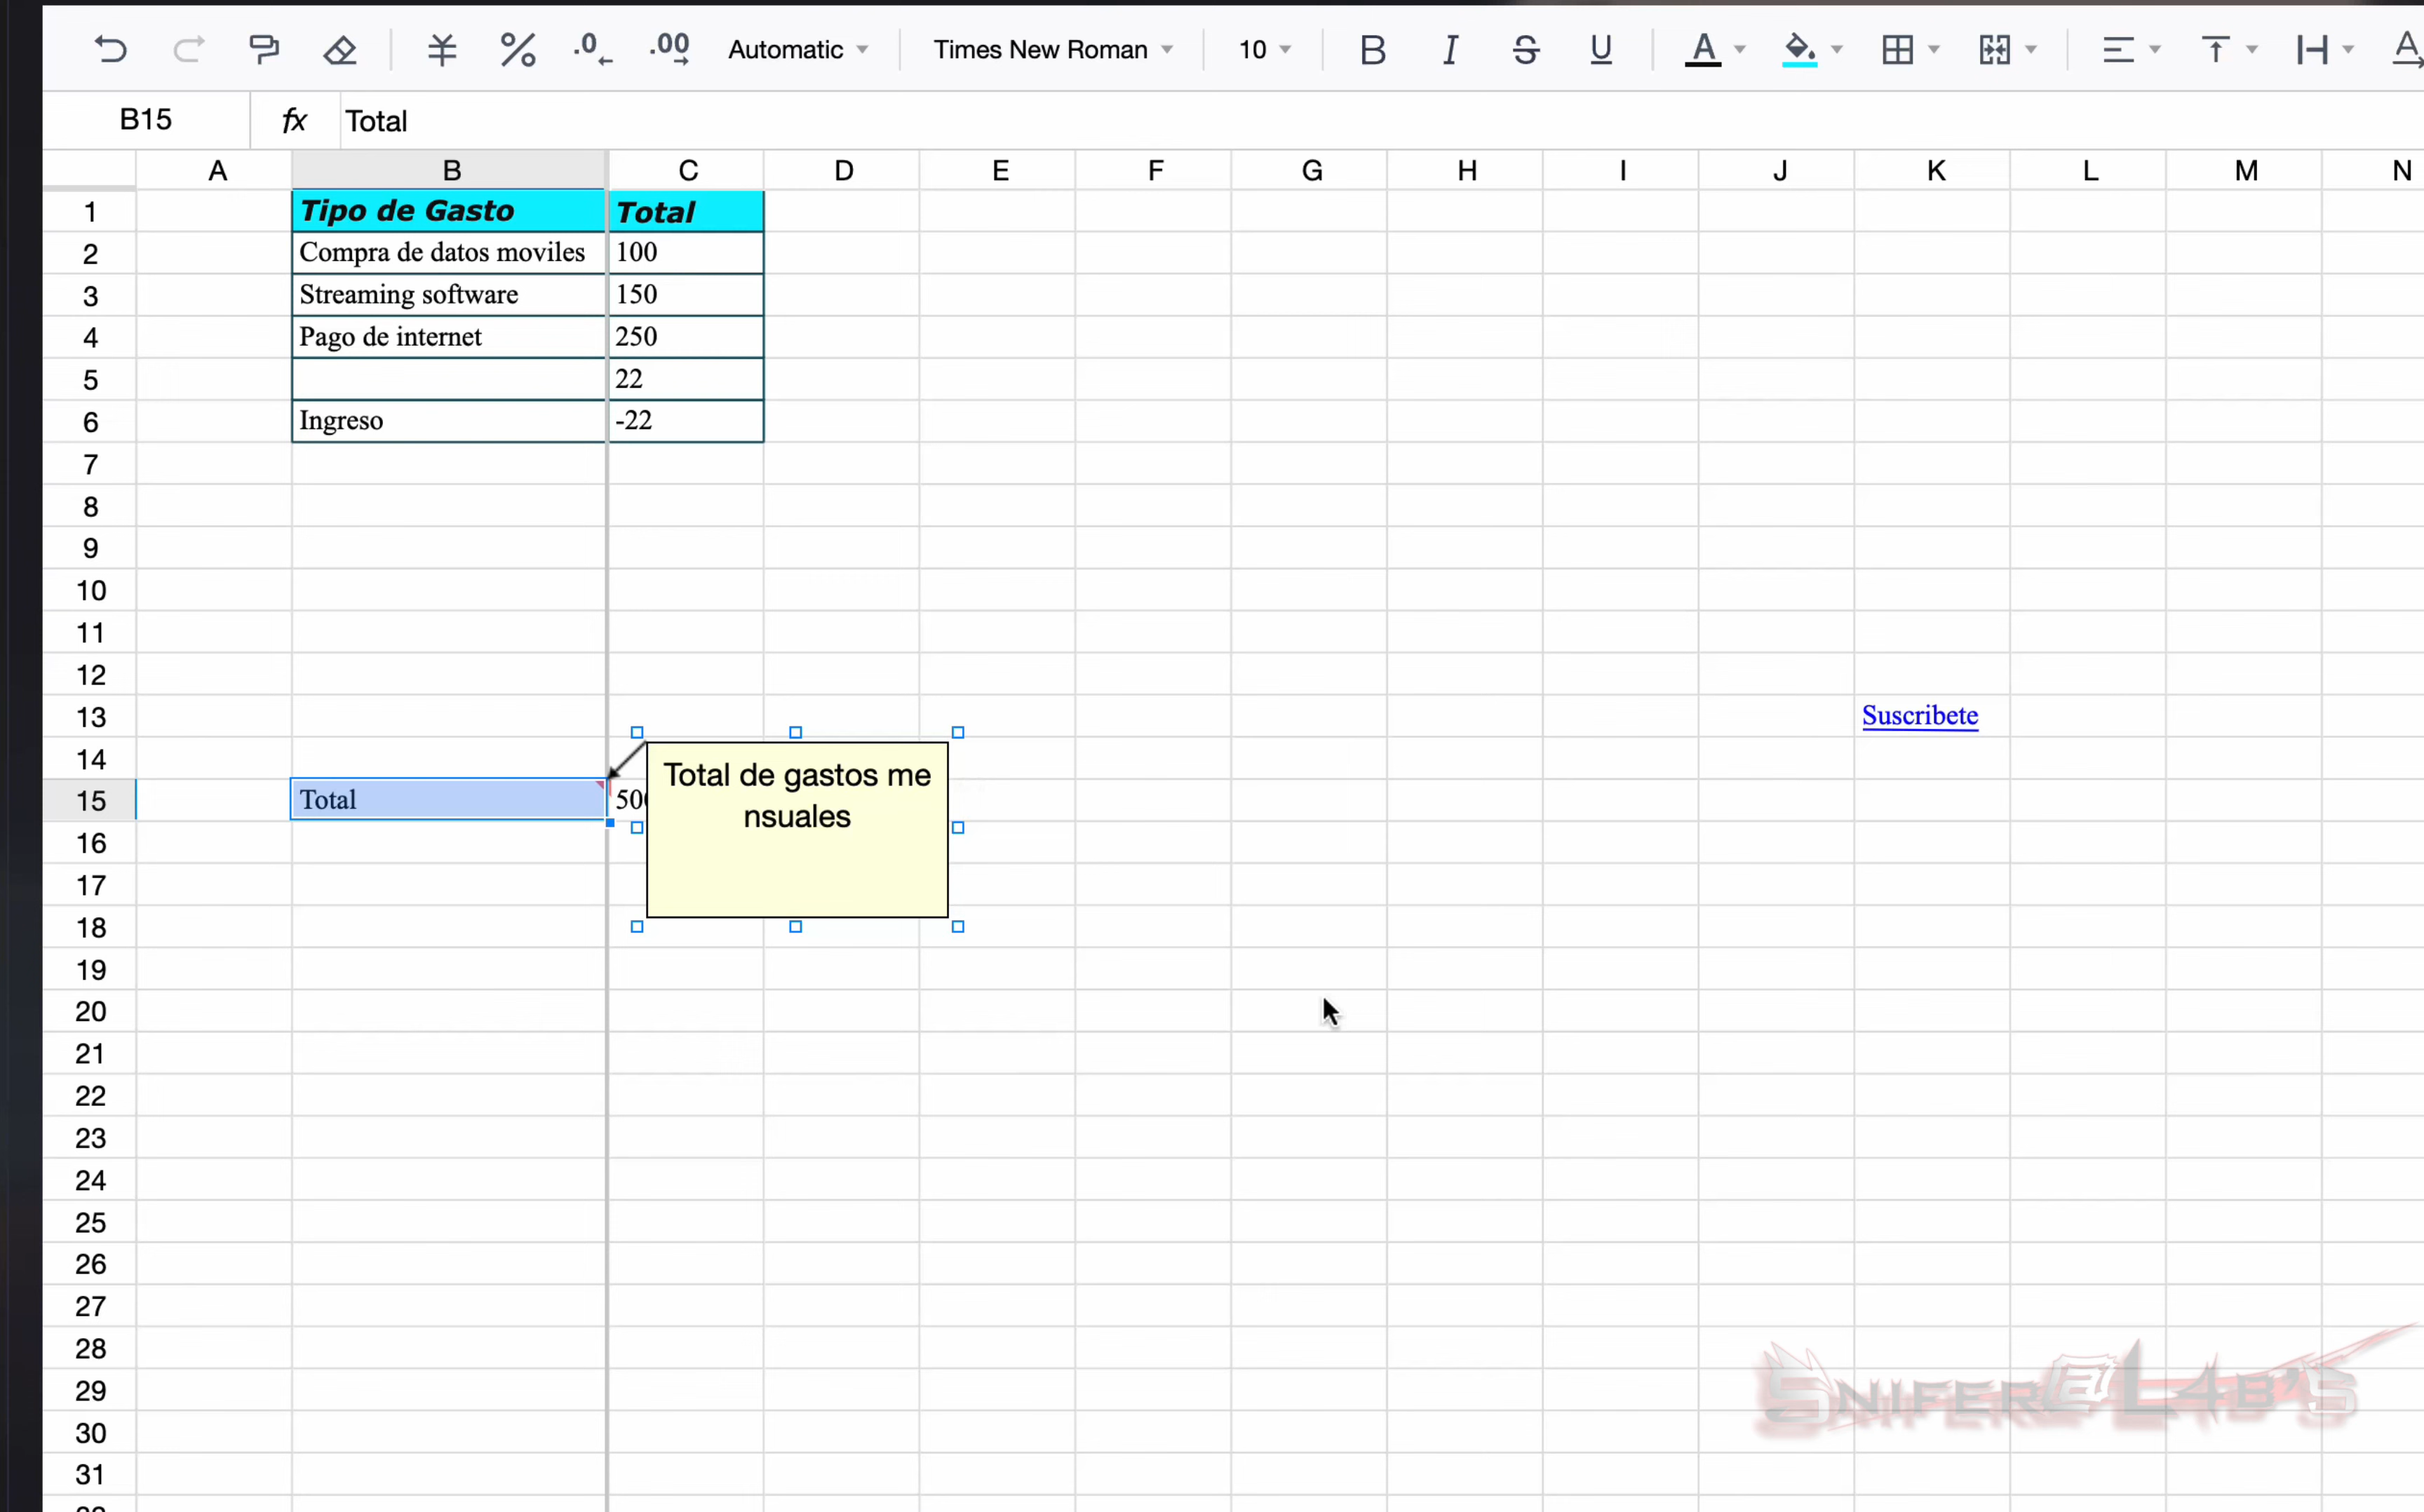 .0 .00 Automatic Times New Roman 10 B I S U A
B15 fx Total
A B C D E F G H I J K L M N
1 Tipo de Gasto Total
2 Compra de datos moviles 100
3 Streaming software 150
4 Pago de internet 250
5 22
6 Ingreso -22
7
8
9
10
11
12
13 Suscribete
14
15 Total
Total de gastos me
nsuales
16
17
18
19
20
21
22
23
24
25
26
27
28
29
30
31
Snifer@L4b's